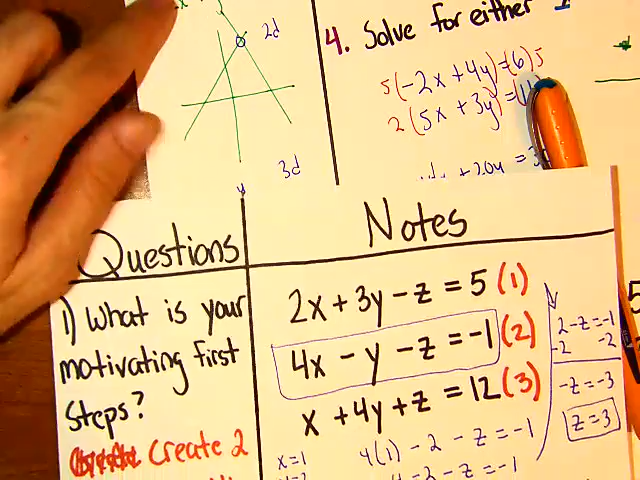 2d
3d
4. Solve for either
5(-2x + 4y) = (6)5
2(5x + 3y) = (1
+ 20y = 3
Questions
Notes
1) What is your
motivating first
steps?
Create 2
2x + 3y - z = 5 (1)
4x - y - z = -1 (2)
x + 4y + z = 12 (3)
x = 1
4(1) - 2 - z = -1
4 - 2 - z = -1
2 - z = -1
-2 -2
-z = -3
z = 3